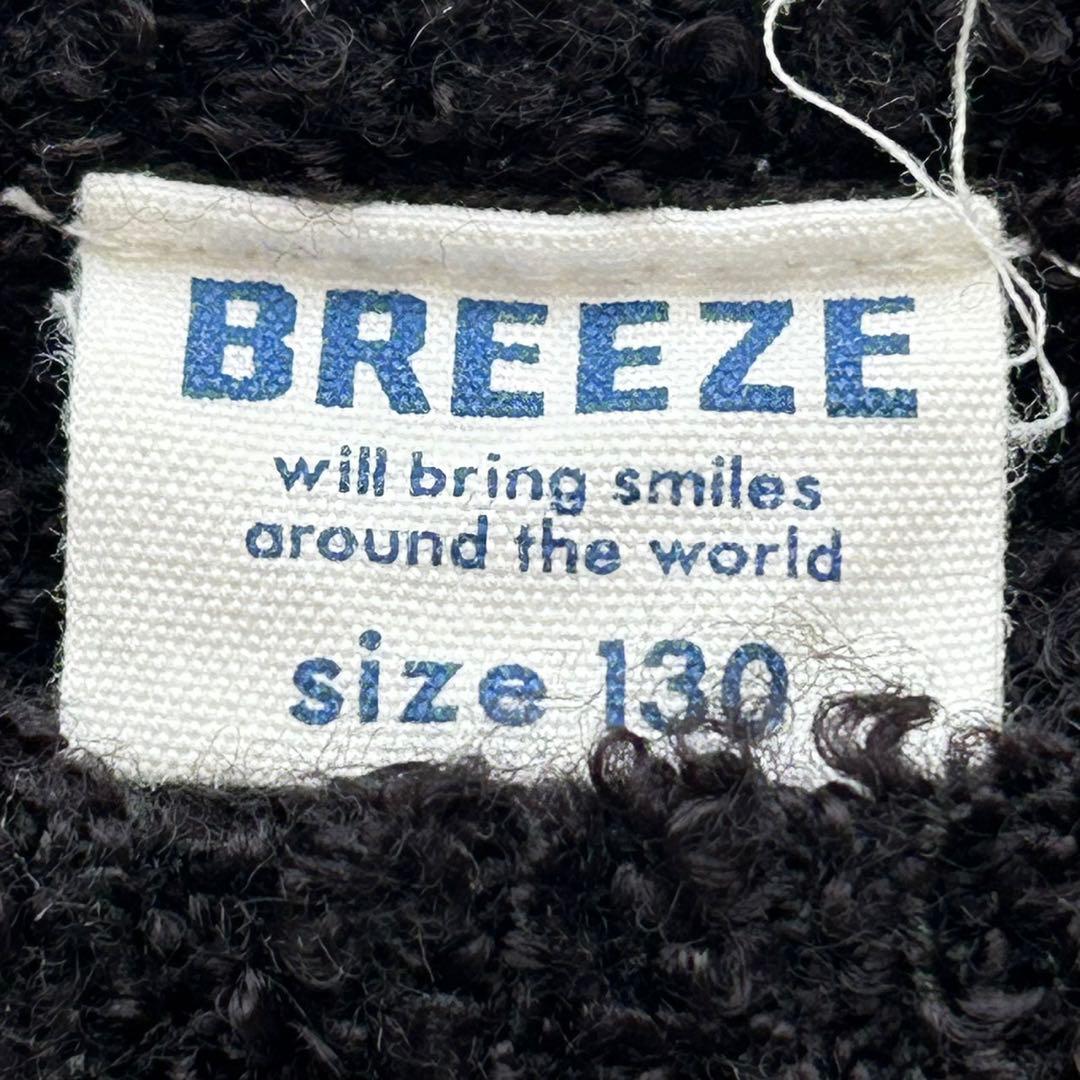 BREEZE
will bring smiles
around the world
size 130